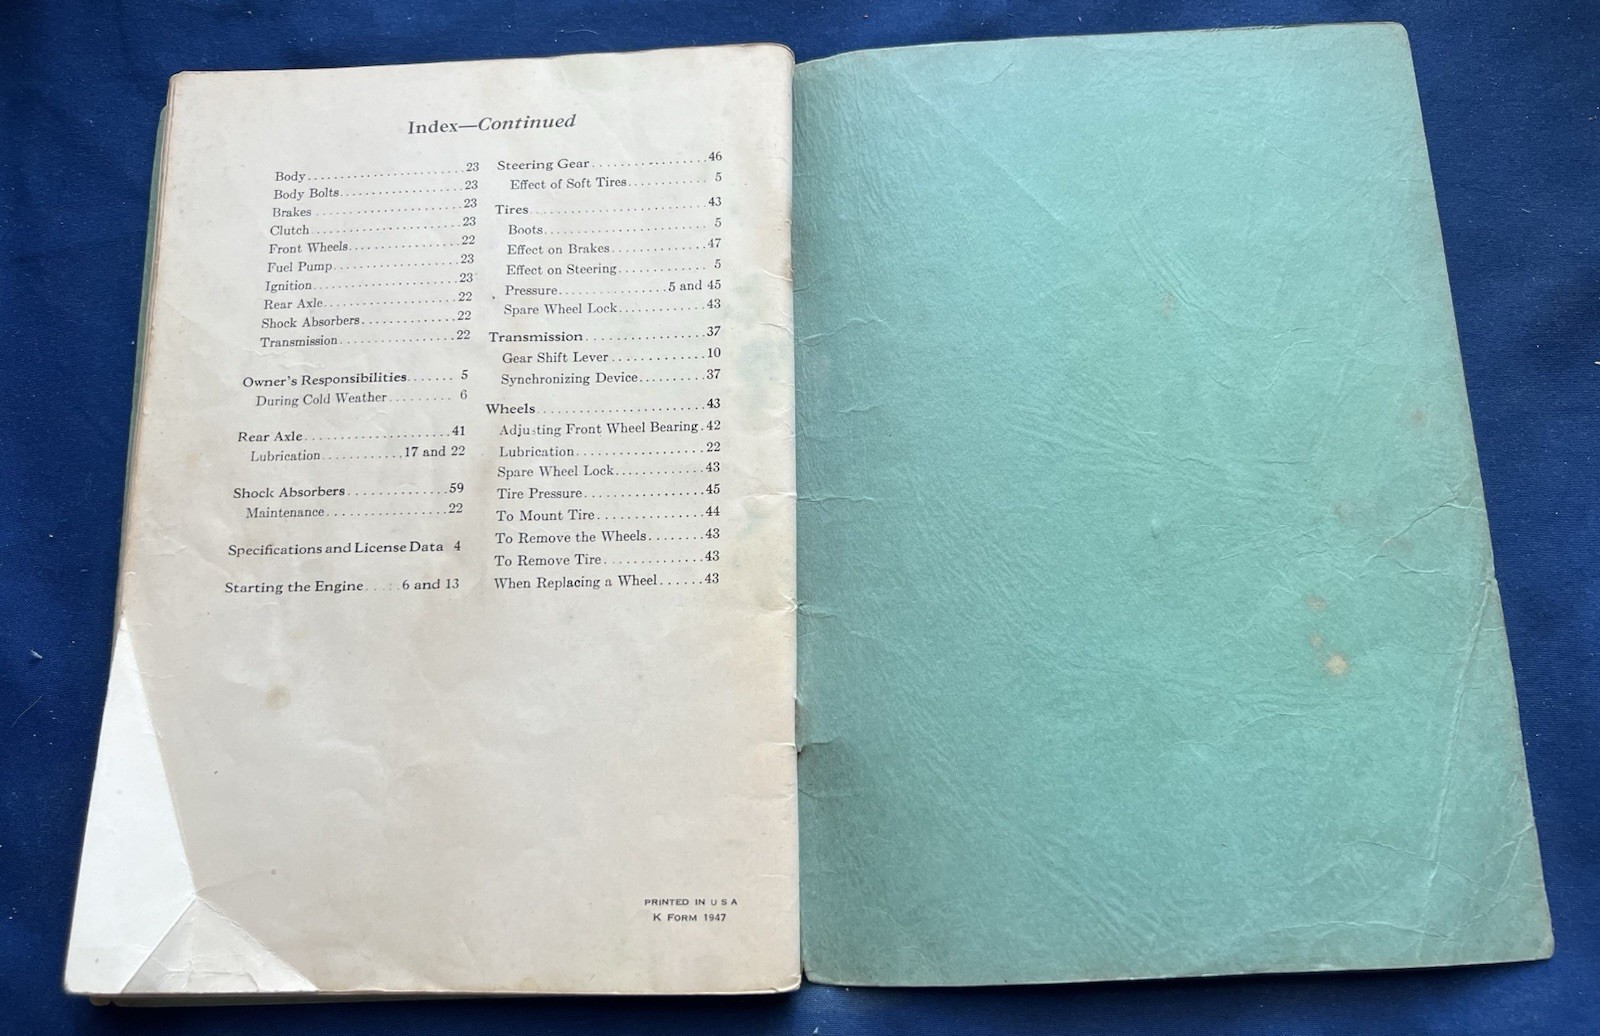 Index—Continued
Body.......................23
Body Bolts....................23
Brakes .....................23
Clutch ......................23
Front Wheels................22
Fuel Pump..................23
Ignition.....................23
Rear Axle...................22
Shock Absorbers.............22
Transmission.................22
Owner's Responsibilities....... 5
During Cold Weather......... 6
Rear Axle.....................41
Lubrication............17 and 22
Shock Absorbers..............59
Maintenance.................22
Specifications and License Data 4
Starting the Engine.....6 and 13
Steering Gear.................46
Effect of Soft Tires........... 5
Tires.........................43
Boots....................... 5
Effect on Brakes.............47
Effect on Steering............ 5
Pressure................5 and 45
Spare Wheel Lock............43
Transmission..................37
Gear Shift Lever.............10
Synchronizing Device.........37
Wheels........................43
Adjusting Front Wheel Bearing.42
Lubrication..................22
Spare Wheel Lock............43
Tire Pressure.................45
To Mount Tire...............44
To Remove the Wheels........43
To Remove Tire..............43
When Replacing a Wheel......43
PRINTED IN U S A
K FORM 1947